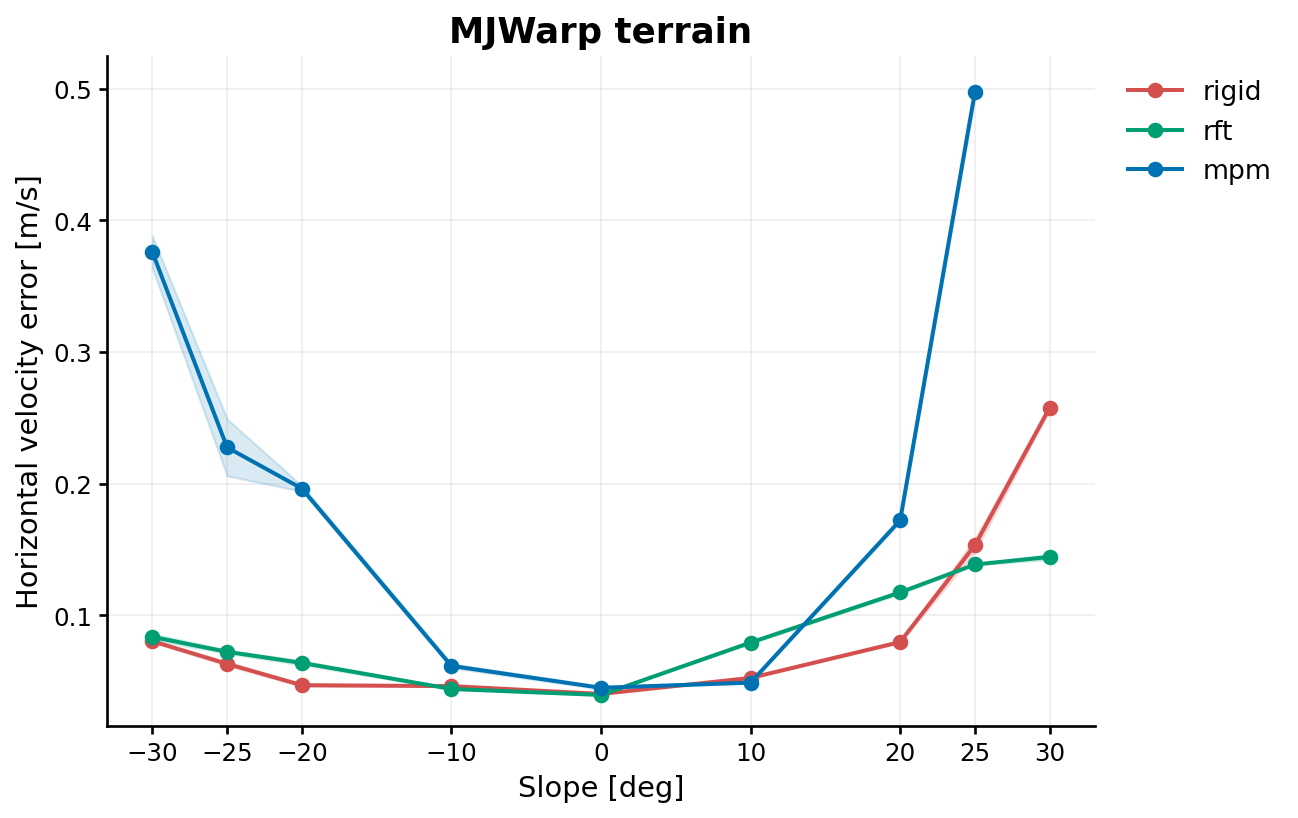 MJWarp terrain
Horizontal velocity error [m/s]
0.5
0.4
0.3
0.2
0.1
−30
−25
−20
−10
0
10
20
25
30
Slope [deg]
rigid
rft
mpm